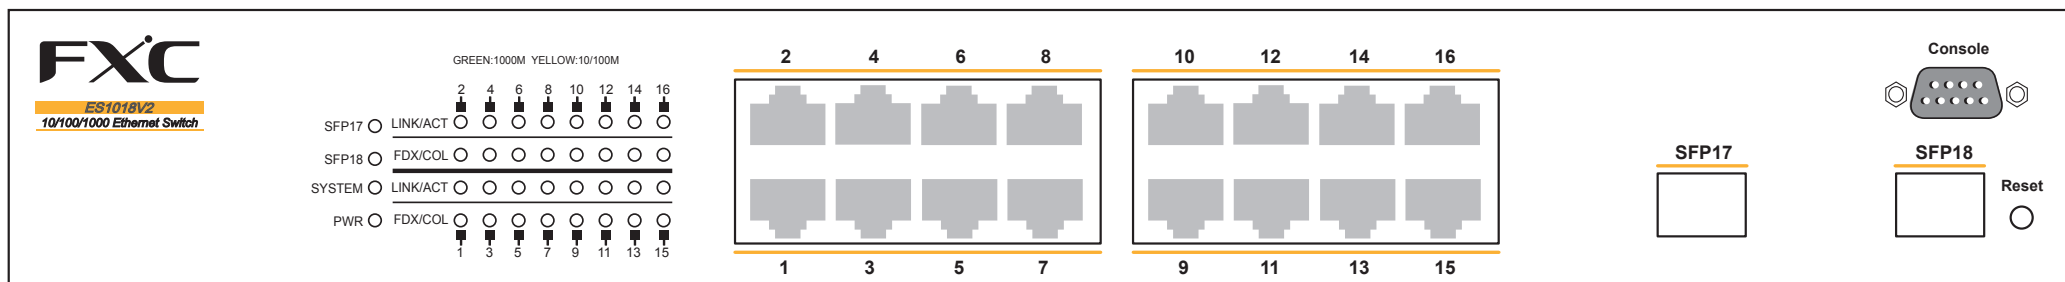 FXC
ES1018V2
10/100/1000 Ethernet Switch
GREEN:1000M YELLOW:10/100M
2 4 6 8 10 12 14 16
SFP17 LINK/ACT
SFP18 FDX/COL
SYSTEM LINK/ACT
PWR FDX/COL
1 3 5 7 9 11 13 15
2 4 6 8 10 12 14 16
1 3 5 7 9 11 13 15
SFP17
Console
SFP18
Reset